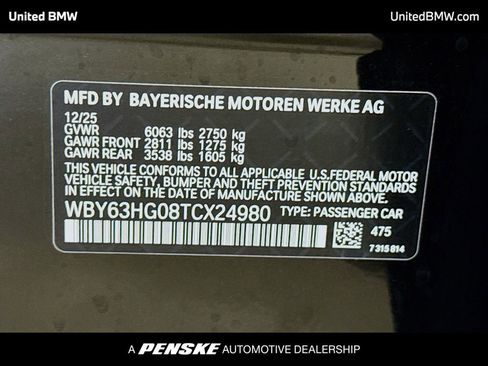 United BMW
UnitedBMW.com
MFD BY BAYERISCHE MOTOREN WERKE AG
12/25
GVWR 6063 lbs 2750 kg
GAWR FRONT 2811 lbs 1275 kg
GAWR REAR 3538 lbs 1605 kg
THIS VEHICLE CONFORMS TO ALL APPLICABLE U.S.FEDERAL MOTOR
VEHICLE SAFETY, BUMPER AND THEFT PREVENTION STANDARDS IN
EFFECT ON THE DATE OF MANUFACTURE SHOWN ABOVE.
WBY63HG08TCX24980 TYPE: PASSENGER CAR
475
7315814
A PENSKE AUTOMOTIVE DEALERSHIP